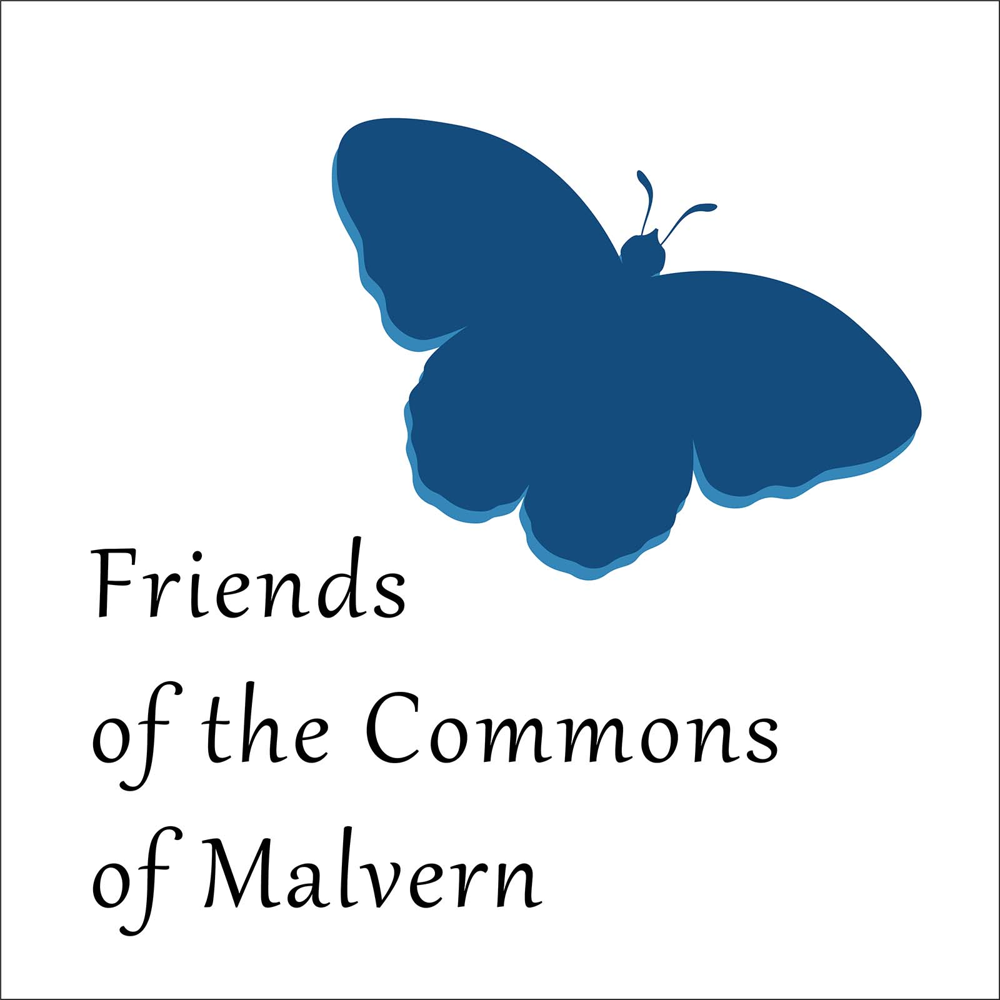 Friends
of the Commons
of Malvern